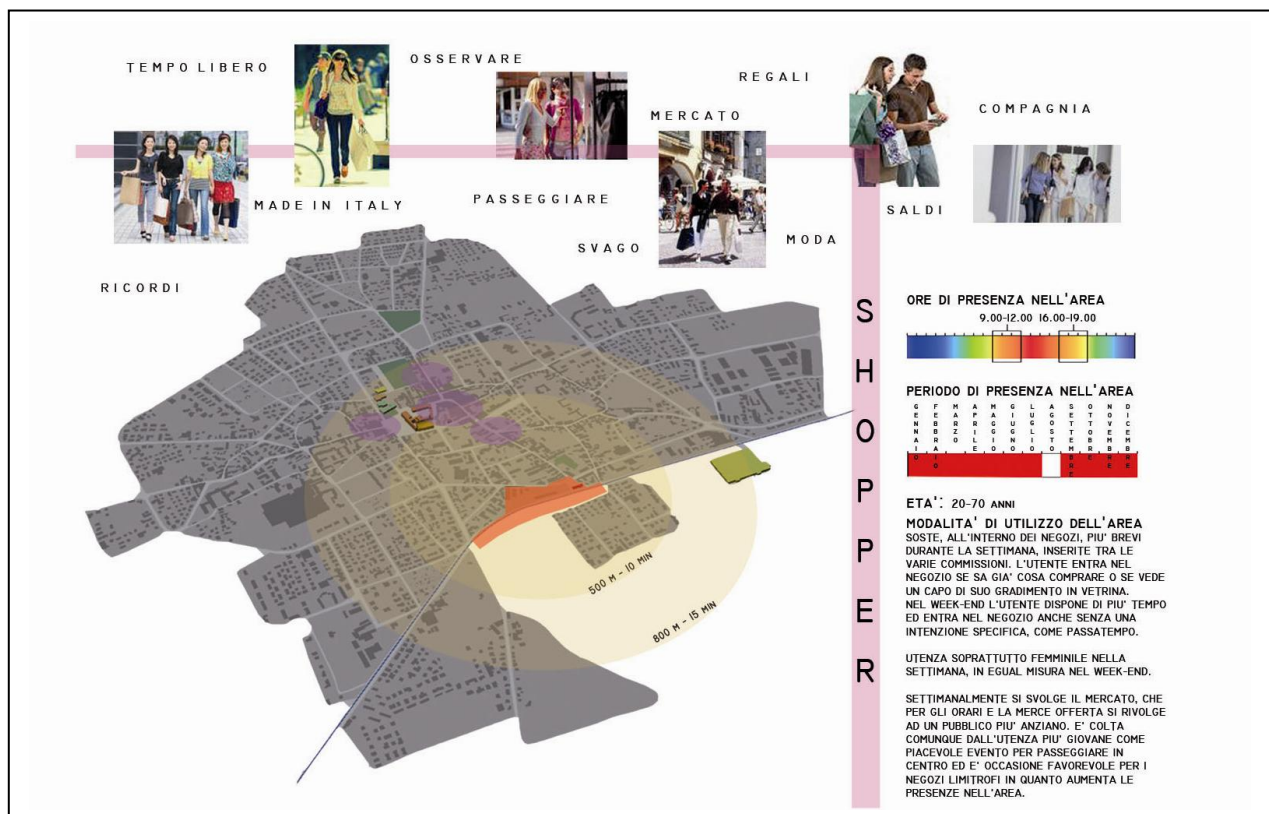 TEMPO LIBERO
OSSERVARE
REGALI
MERCATO
COMPAGNIA
MADE IN ITALY
PASSEGGIARE
SALDI
SVAGO
MODA
RICORDI
SHOPPER
500 M - 10 MIN
800 M - 15 MIN
ORE DI PRESENZA NELL'AREA
9.00-12.00 16.00-19.00
PERIODO DI PRESENZA NELL'AREA
GENNAIO
FEBBRAIO
MARZO
APRILE
MAGGIO
GIUGNO
LUGLIO
AGOSTO
SETTEMBRE
OTTOBRE
NOVEMBRE
DICEMBRE
ETA': 20-70 ANNI
MODALITA' DI UTILIZZO DELL'AREA
SOSTE, ALL'INTERNO DEI NEGOZI, PIU' BREVI
DURANTE LA SETTIMANA, INSERITE TRA LE
VARIE COMMISSIONI. L'UTENTE ENTRA NEL
NEGOZIO SE SA GIA' COSA COMPRARE O SE VEDE
UN CAPO DI SUO GRADIMENTO IN VETRINA.
NEL WEEK-END L'UTENTE DISPONE DI PIU' TEMPO
ED ENTRA NEL NEGOZIO ANCHE SENZA UNA
INTENZIONE SPECIFICA, COME PASSATEMPO.
UTENZA SOPRATTUTTO FEMMINILE NELLA
SETTIMANA, IN EGUAL MISURA NEL WEEK-END.
SETTIMANALMENTE SI SVOLGE IL MERCATO, CHE
PER GLI ORARI E LA MERCE OFFERTA SI RIVOLGE
AD UN PUBBLICO PIU' ANZIANO. E' COLTA
COMUNQUE DALL'UTENZA PIU' GIOVANE COME
PIACEVOLE EVENTO PER PASSEGGIARE IN
CENTRO ED E' OCCASIONE FAVOREVOLE PER I
NEGOZI LIMITROFI IN QUANTO AUMENTA LE
PRESENZE NELL'AREA.